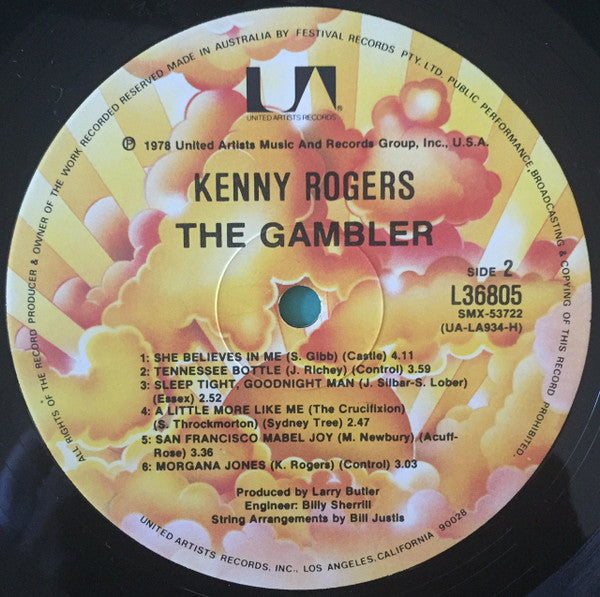 ALL RIGHTS OF THE RECORD PRODUCER & OWNER OF THE WORK RECORDED RESERVED MADE IN AUSTRALIA BY FESTIVAL RECORDS PTY. LTD. PUBLIC PERFORMANCE, BROADCASTING & COPYING OF THIS RECORD PROHIBITED.
UA®
UNITED ARTISTS RECORDS
Ⓟ 1978 United Artists Music And Records Group, Inc., U.S.A.
KENNY ROGERS
THE GAMBLER
SIDE 2
L36805
SMX-53722
(UA-LA934-H)
1: SHE BELIEVES IN ME (S. Gibb) (Castle) 4.11
2: TENNESSEE BOTTLE (J. Richey) (Control) 3.59
3: SLEEP TIGHT, GOODNIGHT MAN (J. Silbar-S. Lober)
(Essex) 2.52
4: A LITTLE MORE LIKE ME (The Crucifixion)
(S. Throckmorton) (Sydney Tree) 2.47
5: SAN FRANCISCO MABEL JOY (M. Newbury) (Acuff-
Rose) 3.36
6: MORGANA JONES (K. Rogers) (Control) 3.03
Produced by Larry Butler
Engineer: Billy Sherrill
String Arrangements by Bill Justis
UNITED ARTISTS RECORDS, INC., LOS ANGELES, CALIFORNIA 90028